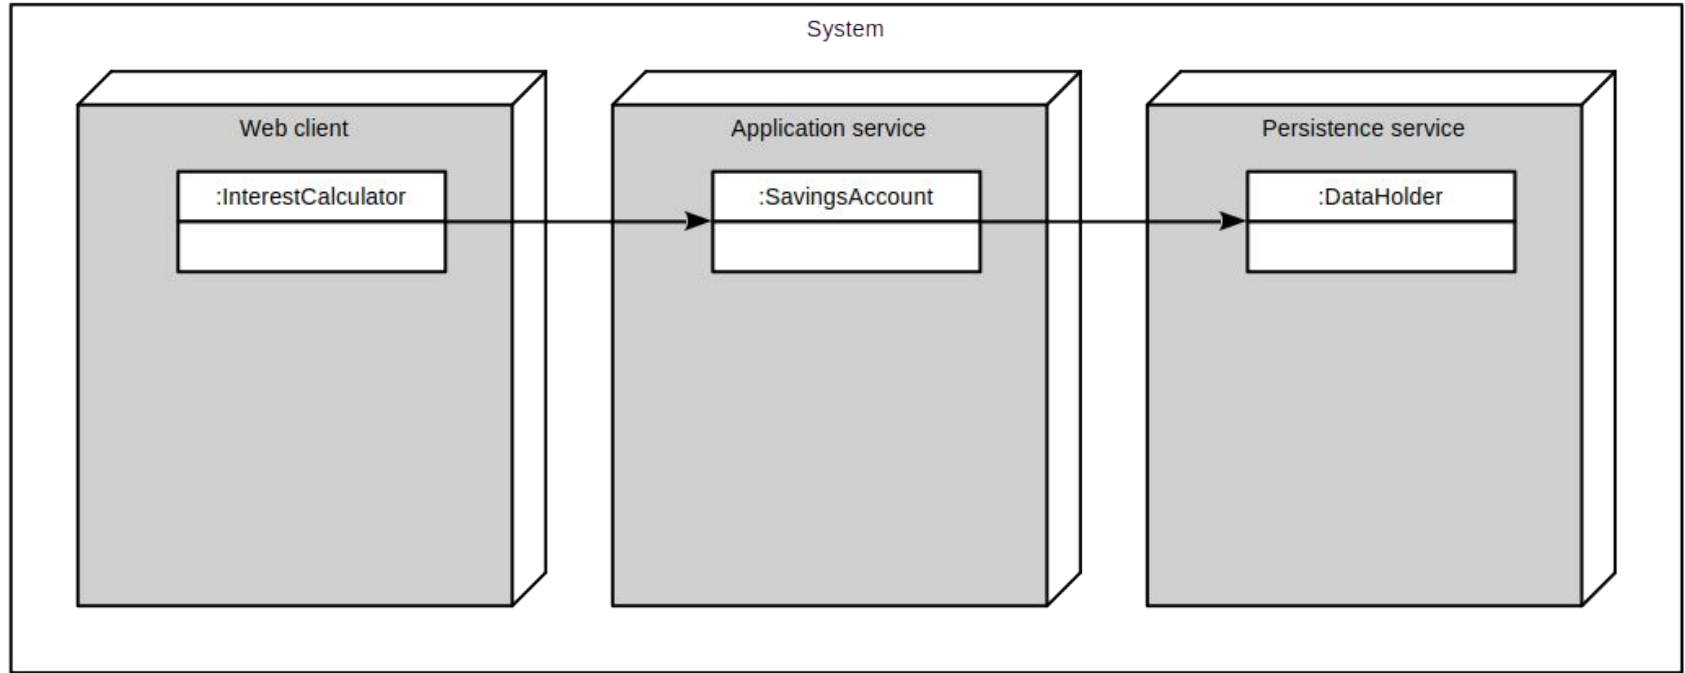 System
Web client
Application service
Persistence service
:InterestCalculator
:SavingsAccount
:DataHolder